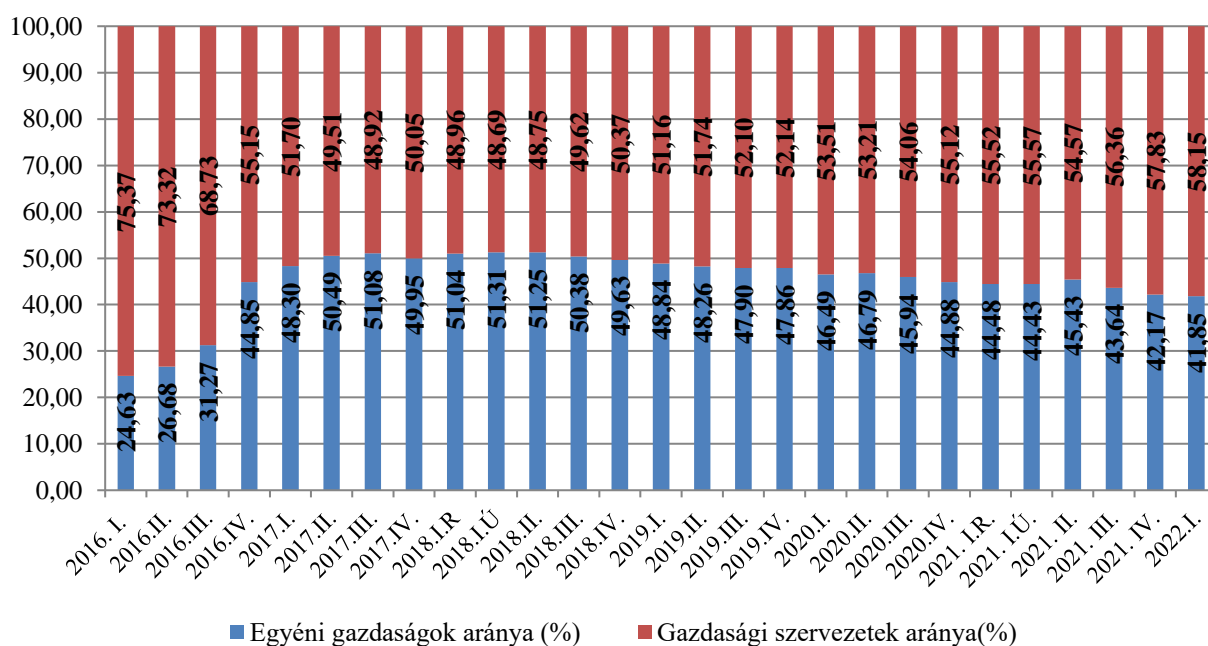 100,00
90,00
80,00
70,00
60,00
50,00
40,00
30,00
20,00
10,00
0,00
75,37
73,32
68,73
55,15
51,70
49,51
48,92
50,05
48,96
48,69
48,75
49,62
50,37
51,16
51,74
52,10
52,14
53,51
53,21
54,06
55,12
55,52
55,57
54,57
56,36
57,83
58,15
24,63
26,68
31,27
44,85
48,30
50,49
51,08
49,95
51,04
51,31
51,25
50,38
49,63
48,84
48,26
47,90
47,86
46,49
46,79
45,94
44,88
44,48
44,43
45,43
43,64
42,17
41,85
2016. I.
2016.II.
2016.III.
2016.IV.
2017.I.
2017.II.
2017.III.
2017.IV.
2018.I.R
2018.I.Ú
2018.II.
2018.III.
2018.IV.
2019.I.
2019.II.
2019.III.
2019.IV.
2020.I.
2020.II.
2020.III.
2020.IV.
2021. I.R.
2021. I.Ú.
2021. II.
2021. III.
2021. IV.
2022.I.
Egyéni gazdaságok aránya (%)
Gazdasági szervezetek aránya(%)